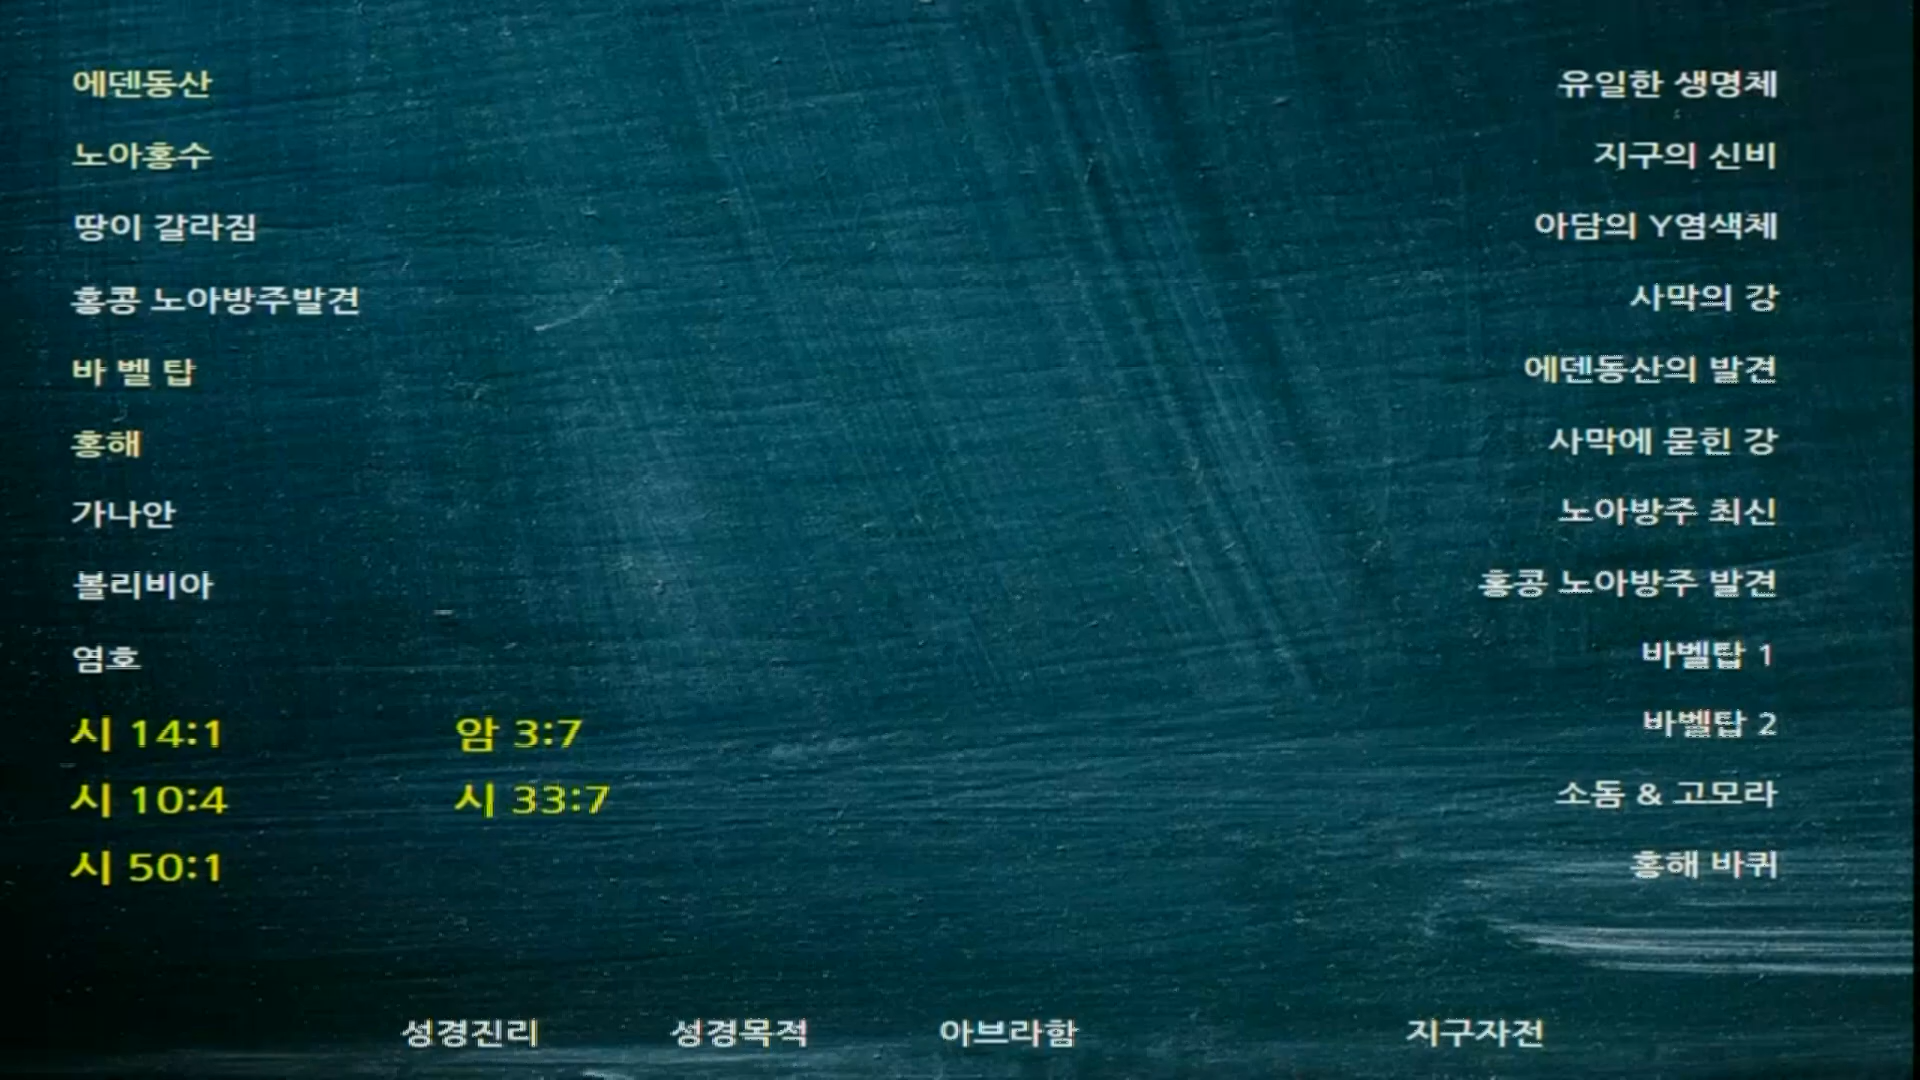 에덴동산
노아홍수
땅이 갈라짐
홍콩 노아방주발견
바 벨 탑
홍해
가나안
볼리비아
염호
시 14:1 암 3:7
시 10:4 시 33:7
시 50:1
유일한 생명체
지구의 신비
아담의 Y염색체
사막의 강
에덴동산의 발견
사막에 묻힌 강
노아방주 최신
홍콩 노아방주 발견
바벨탑 1
바벨탑 2
소돔 & 고모라
홍해 바퀴
성경진리 성경목적 아브라함 지구자전